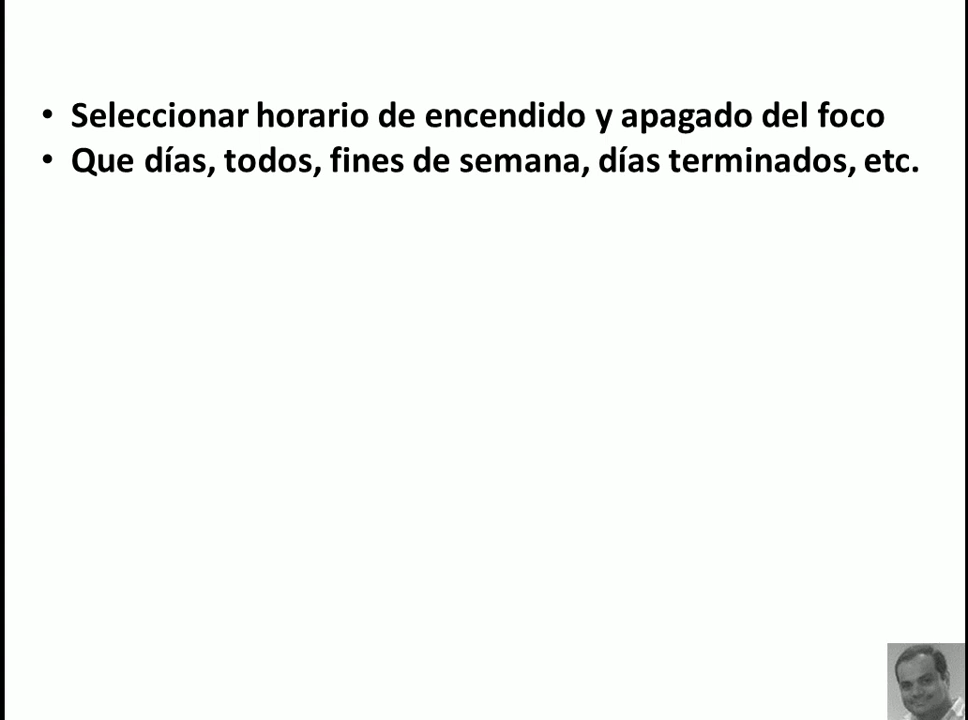 • Seleccionar horario de encendido y apagado del foco
• Que días, todos, fines de semana, días terminados, etc.